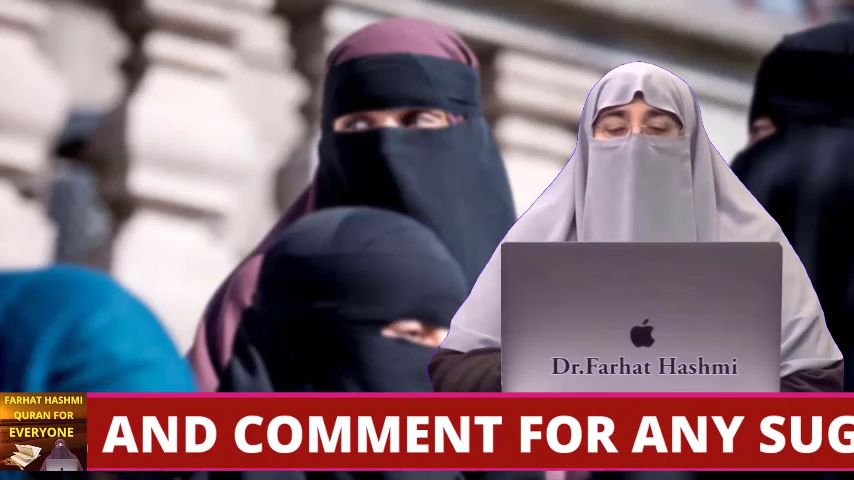 Dr.Farhat Hashmi
FARHAT HASHMI
QURAN FOR
EVERYONE
AND COMMENT FOR ANY SUG